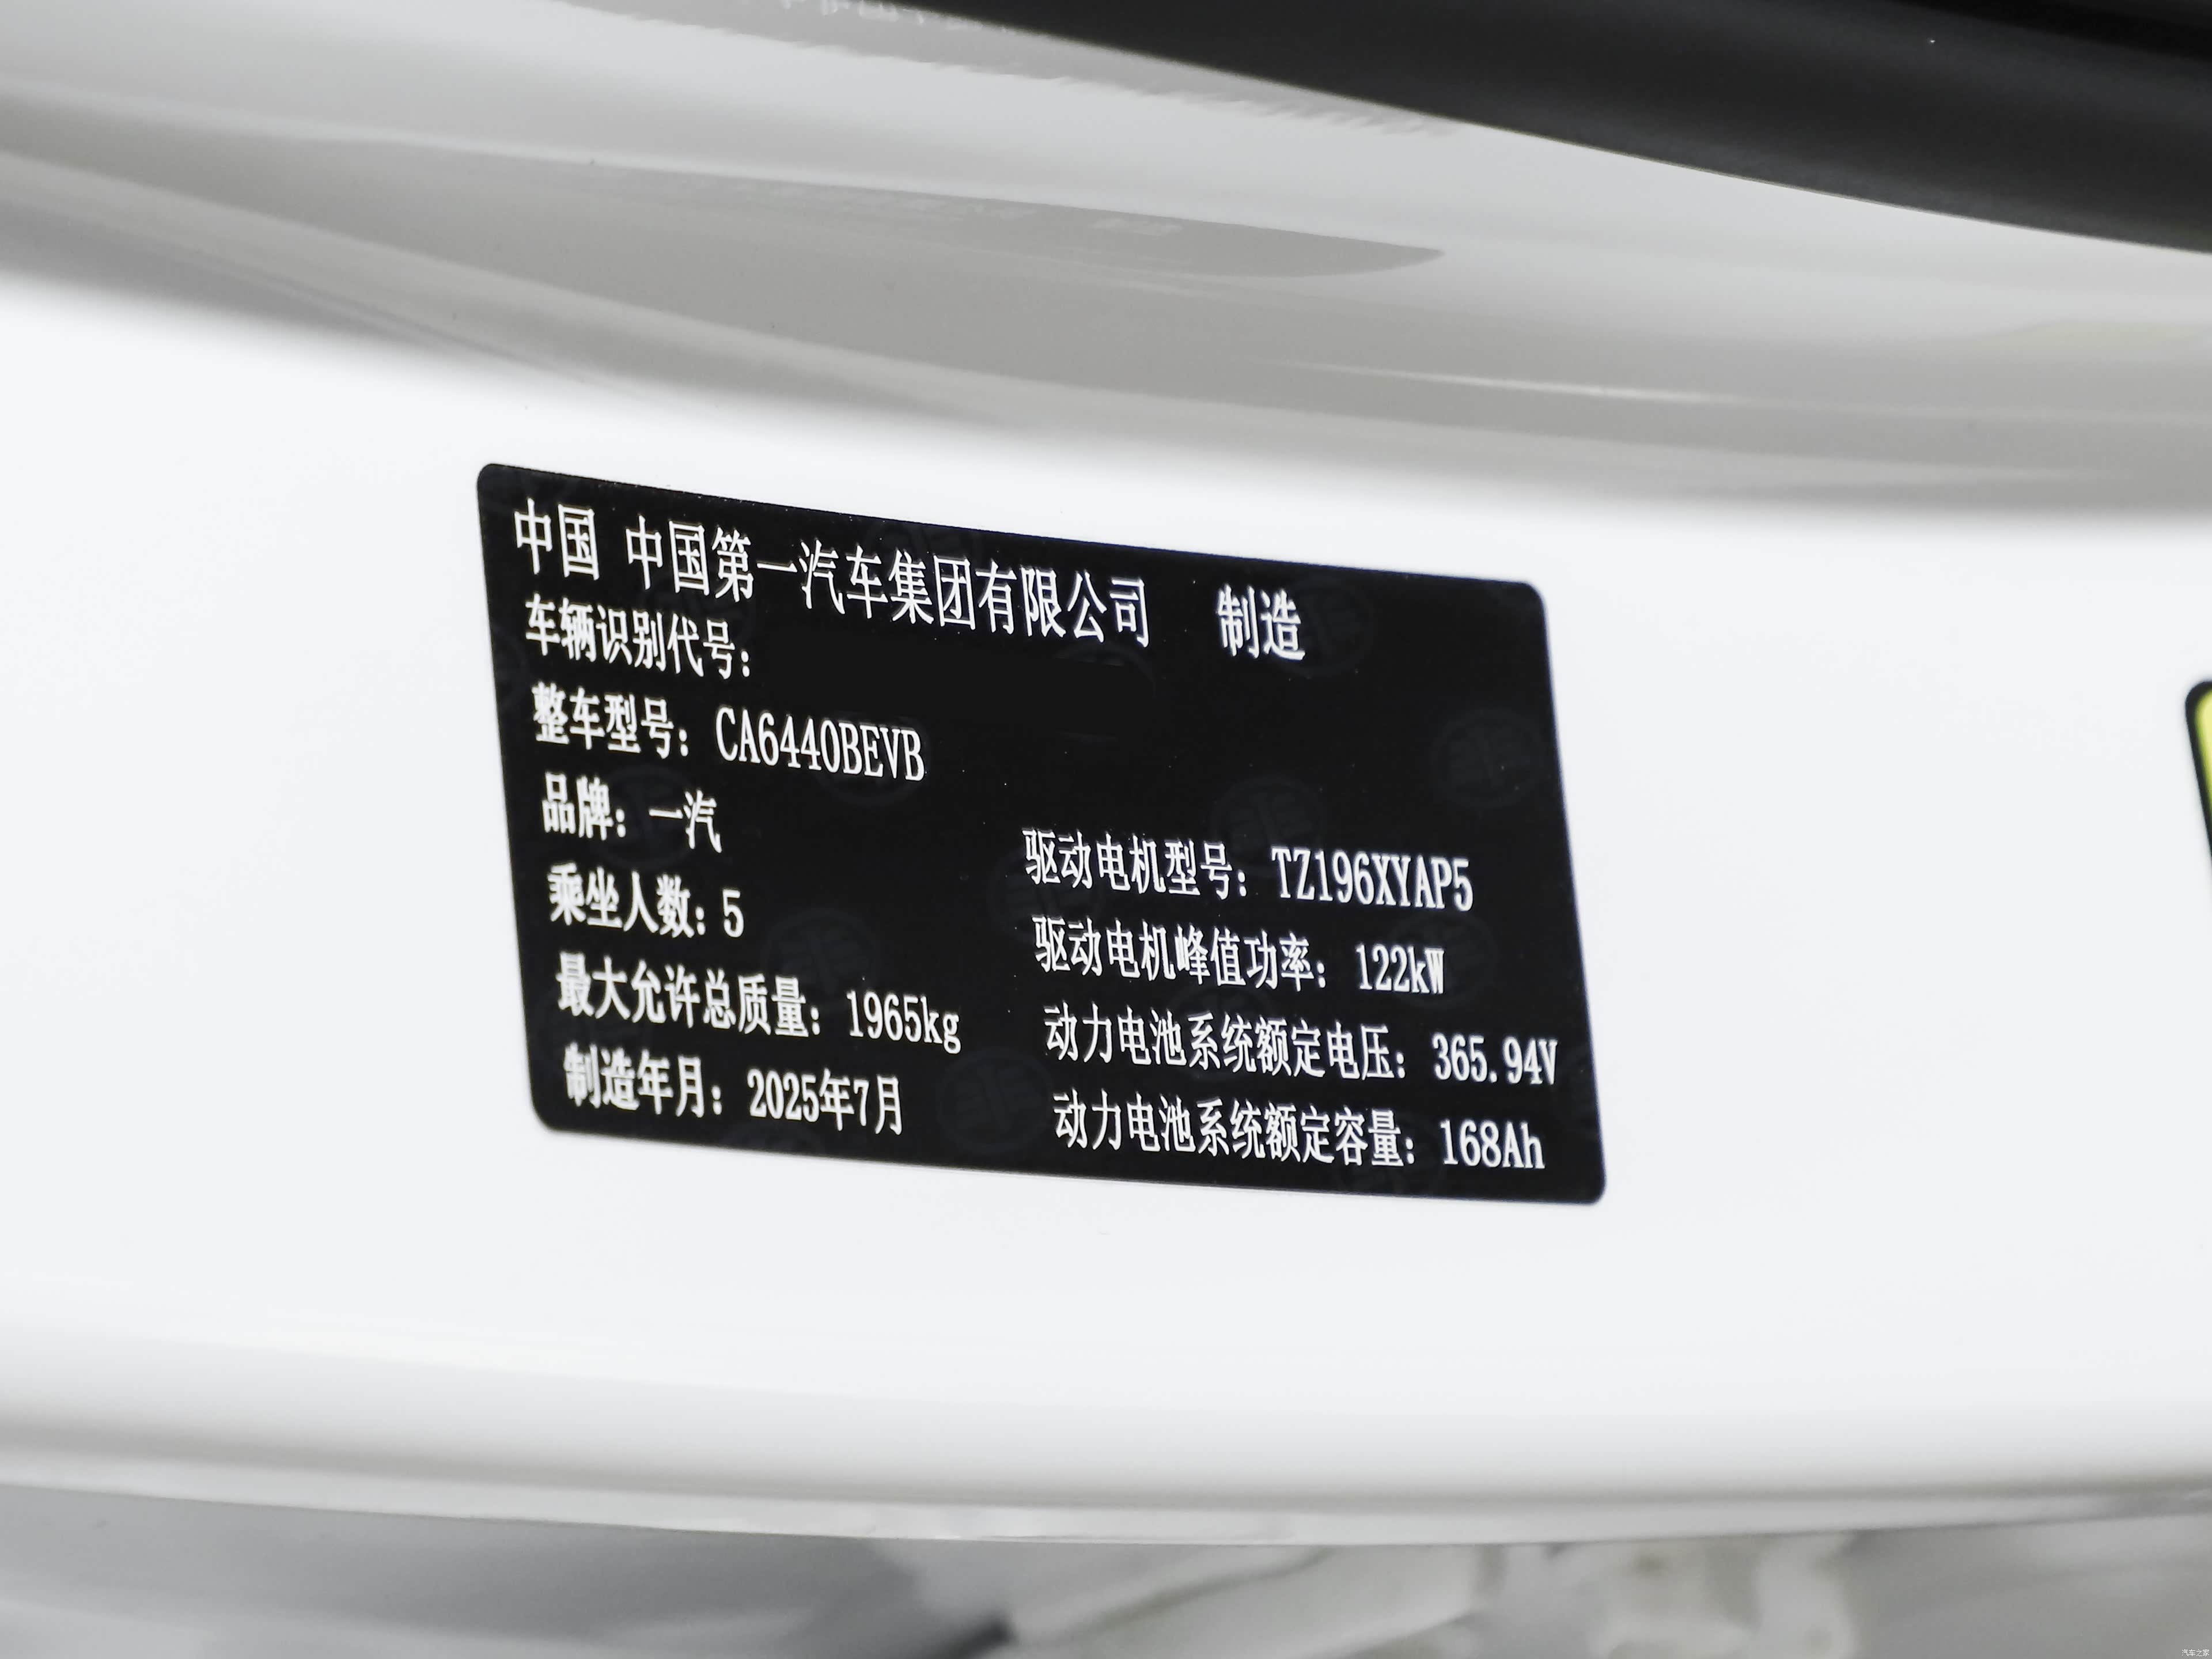 中国 中国第一汽车集团有限公司 制造
车辆识别代号：
整车型号：CA6440BEVB
品牌：一汽
乘坐人数：5
最大允许总质量：1965kg
制造年月：2025年7月
驱动电机型号：TZ196XYAP5
驱动电机峰值功率：122kW
动力电池系统额定电压：365.94V
动力电池系统额定容量：168Ah
汽车之家